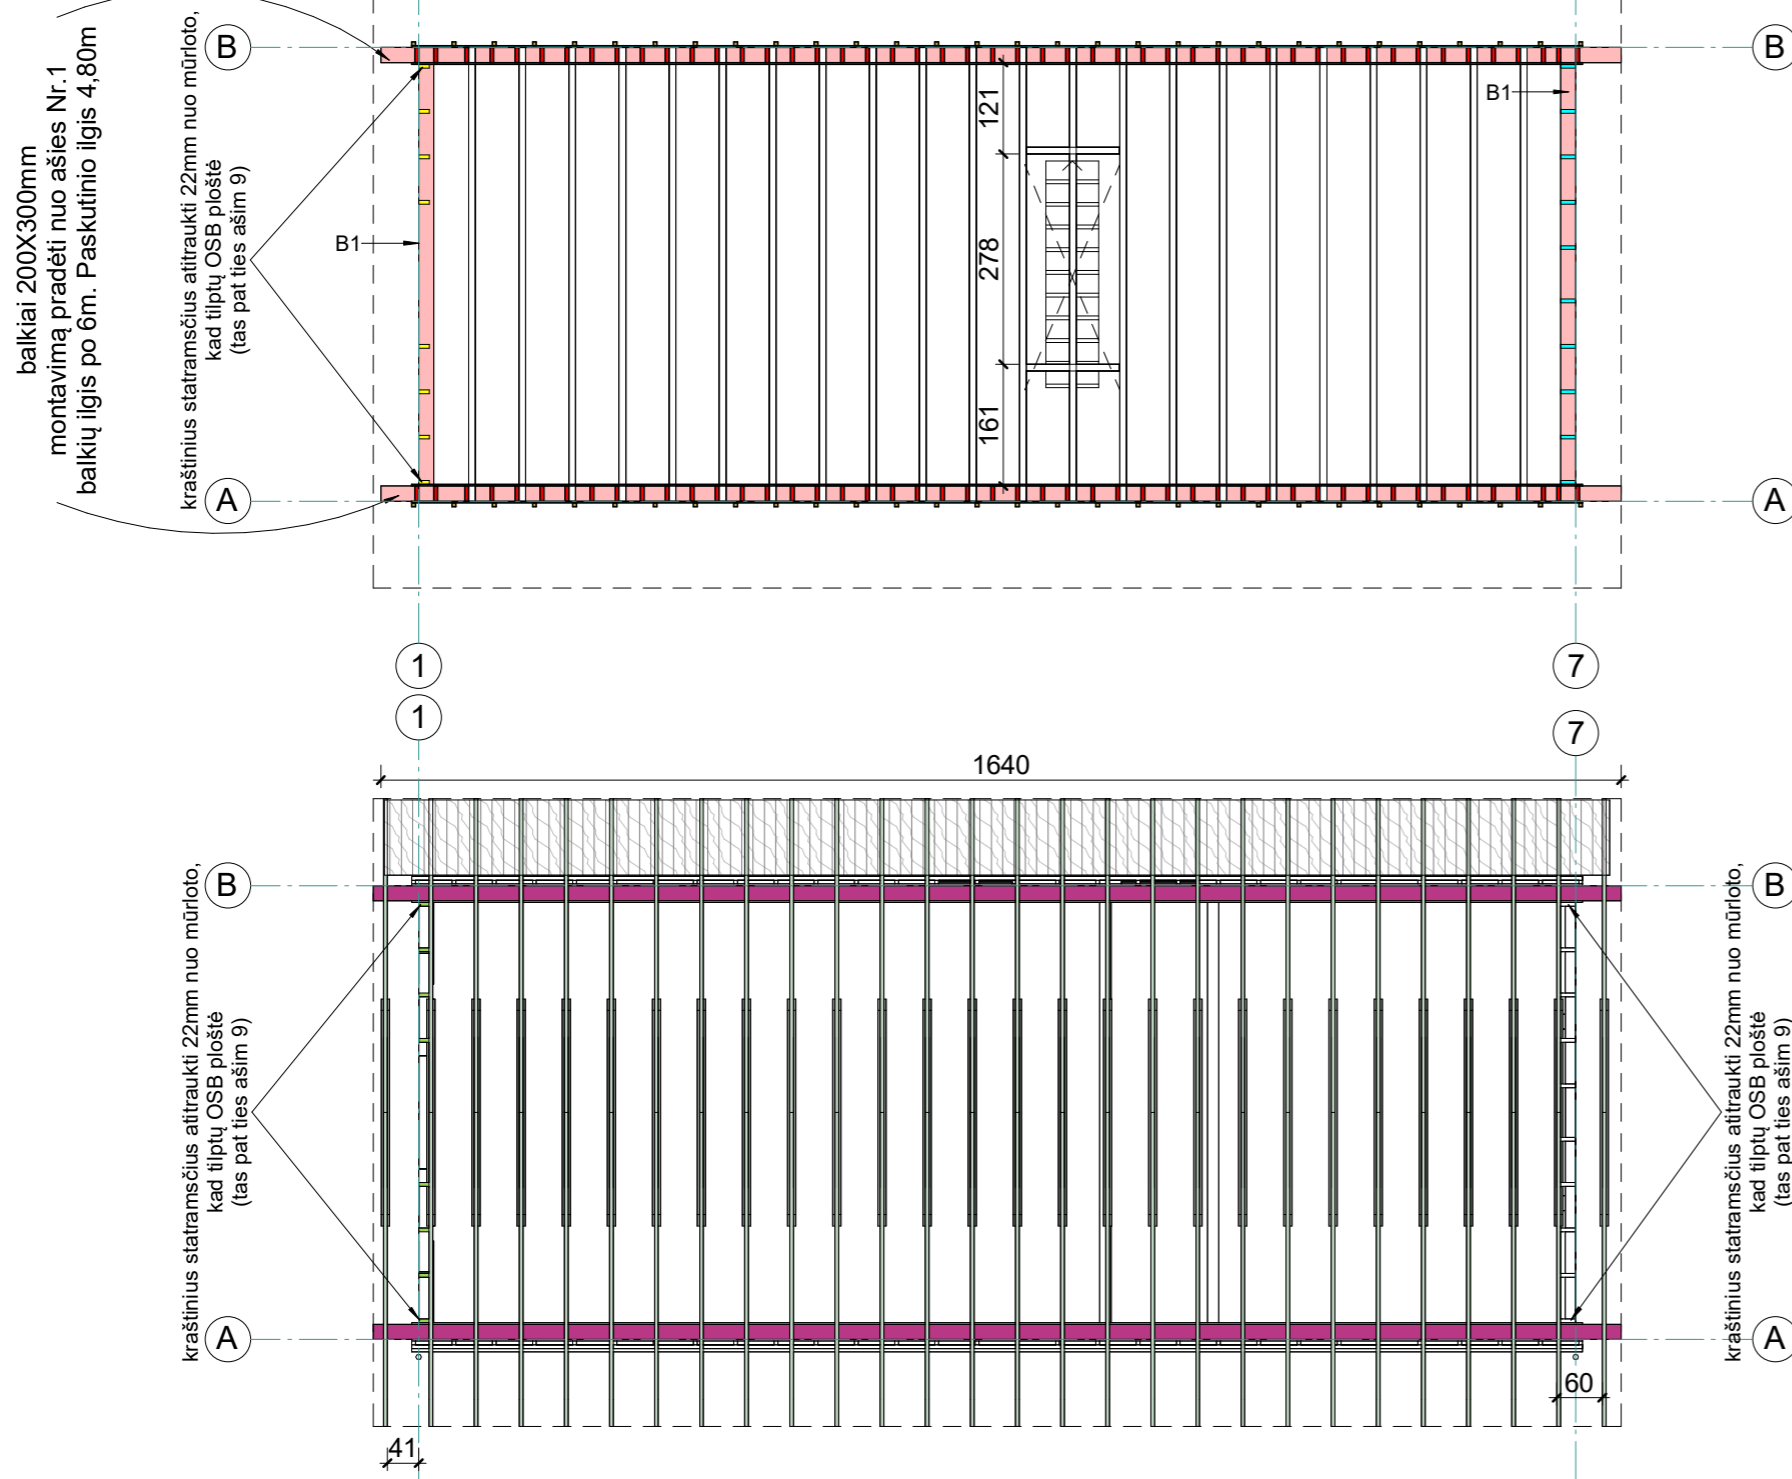 balkiai 200X300mm
montavimą pradėti nuo ašies Nr.1
balkių ilgis po 6m. Paskutinio ilgis 4,80m
kraštinius statramsčius atitraukti 22mm nuo mūrloto,
kad tilptų OSB ploštė
(tas pat ties ašim 9)
B
B
B1
B1
121
278
161
A
A
1
7
1
7
1640
kraštinius statramsčius atitraukti 22mm nuo mūrloto,
kad tilptų OSB ploštė
(tas pat ties ašim 9)
B
B
kraštinius statramsčius atitraukti 22mm nuo mūrloto,
kad tilptų OSB ploštė
(tas pat ties ašim 9)
A
A
60
41